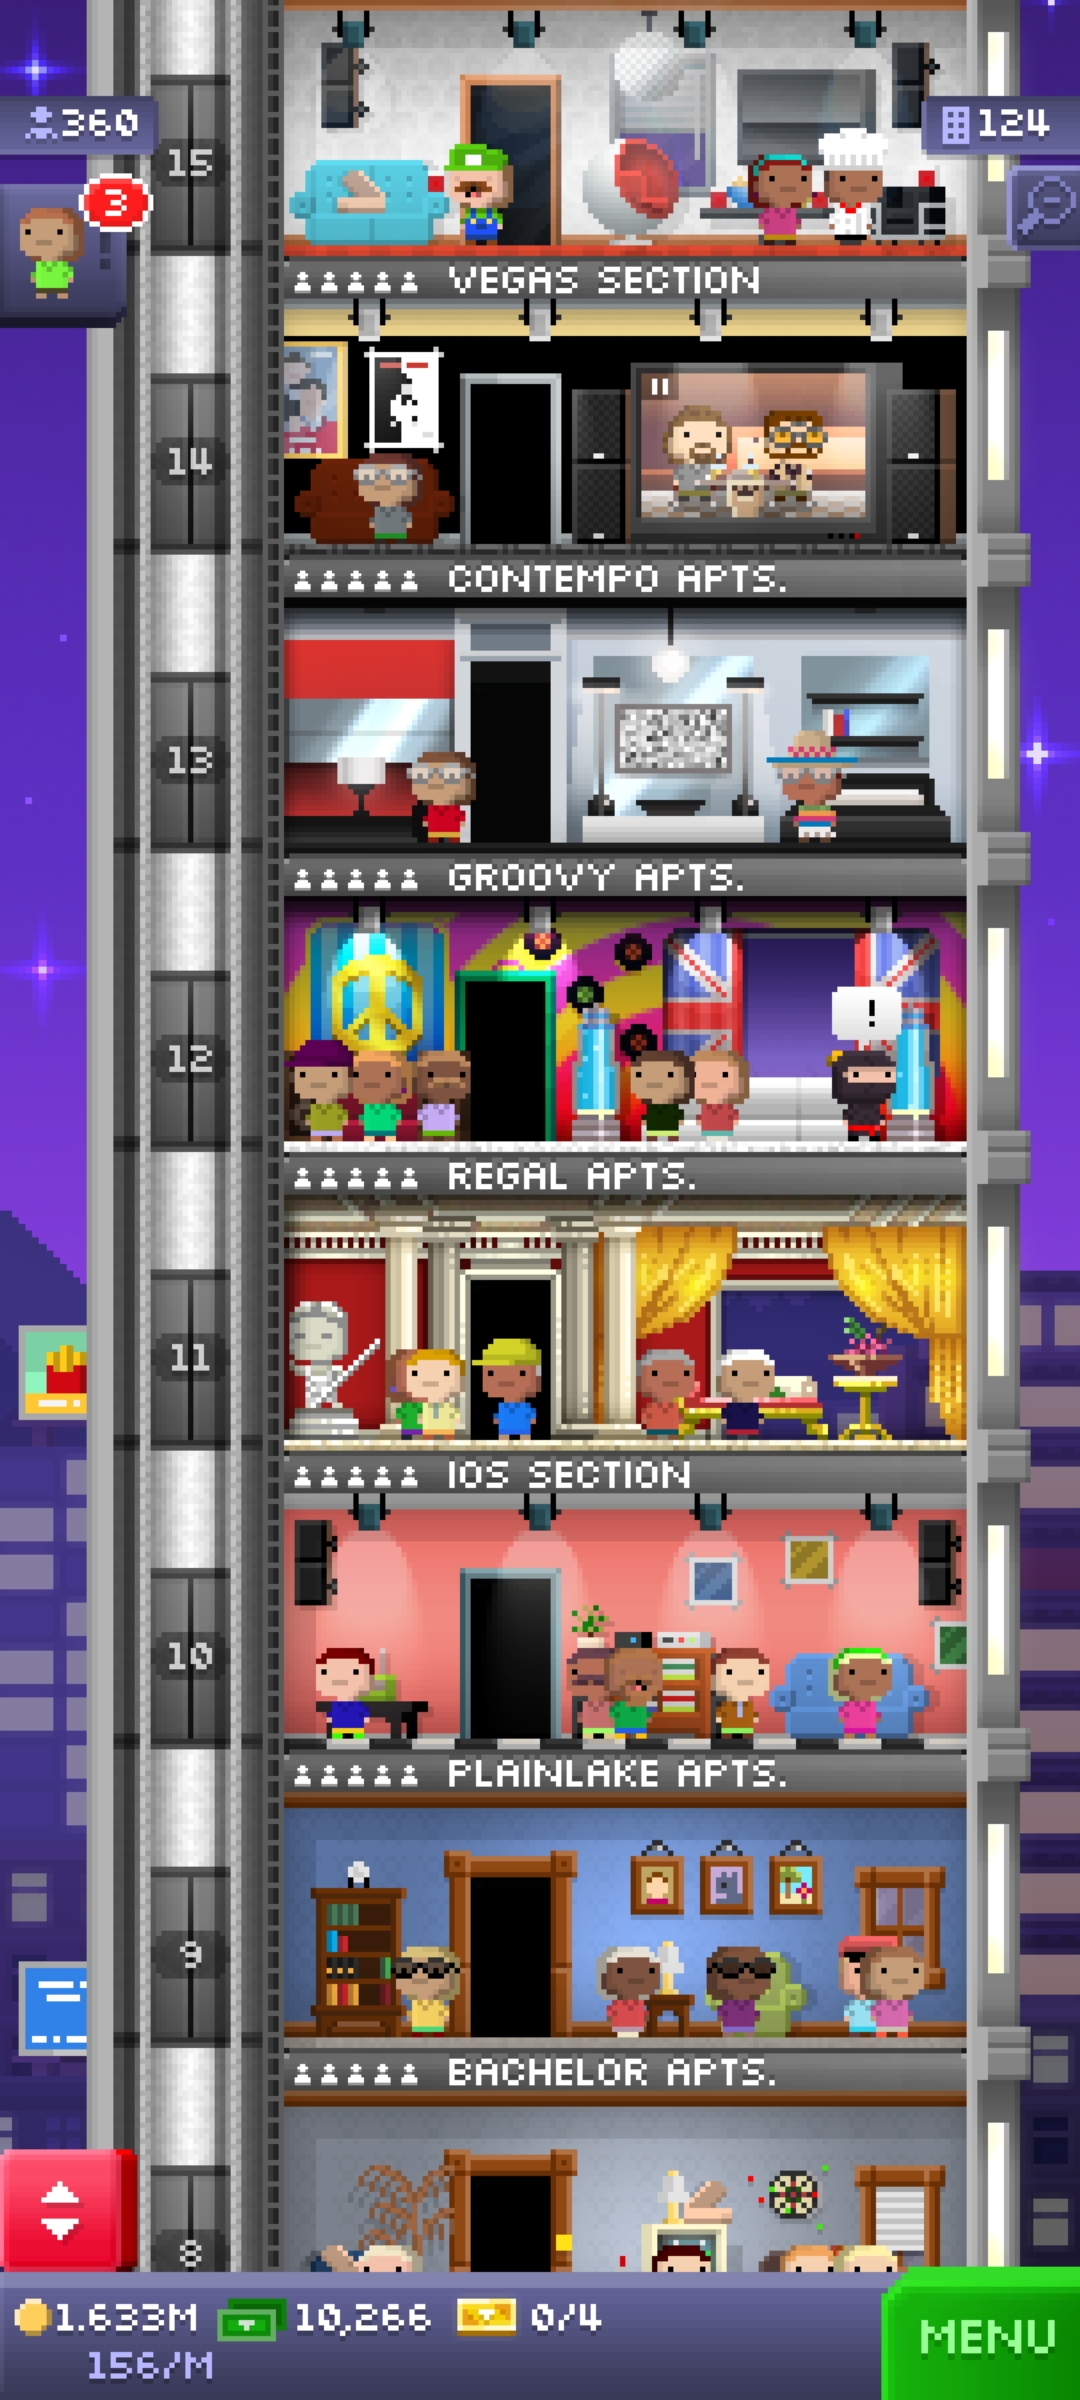 360
124
3
15
VEGAS SECTION
14
CONTEMPO APTS.
13
GROOVY APTS.
!
12
REGAL APTS.
11
IOS SECTION
10
PLAINLAKE APTS.
9
BACHELOR APTS.
8
1.633M 10,266 0/4
156/M
MENU